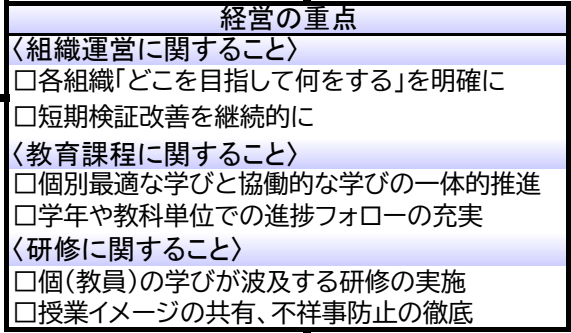 経営の重点
〈組織運営に関すること〉
□各組織「どこを目指して何をする」を明確に
□短期検証改善を継続的に
〈教育課程に関すること〉
□個別最適な学びと協働的な学びの一体的推進
□学年や教科単位での進捗フォローの充実
〈研修に関すること〉
□個(教員)の学びが波及する研修の実施
□授業イメージの共有、不祥事防止の徹底